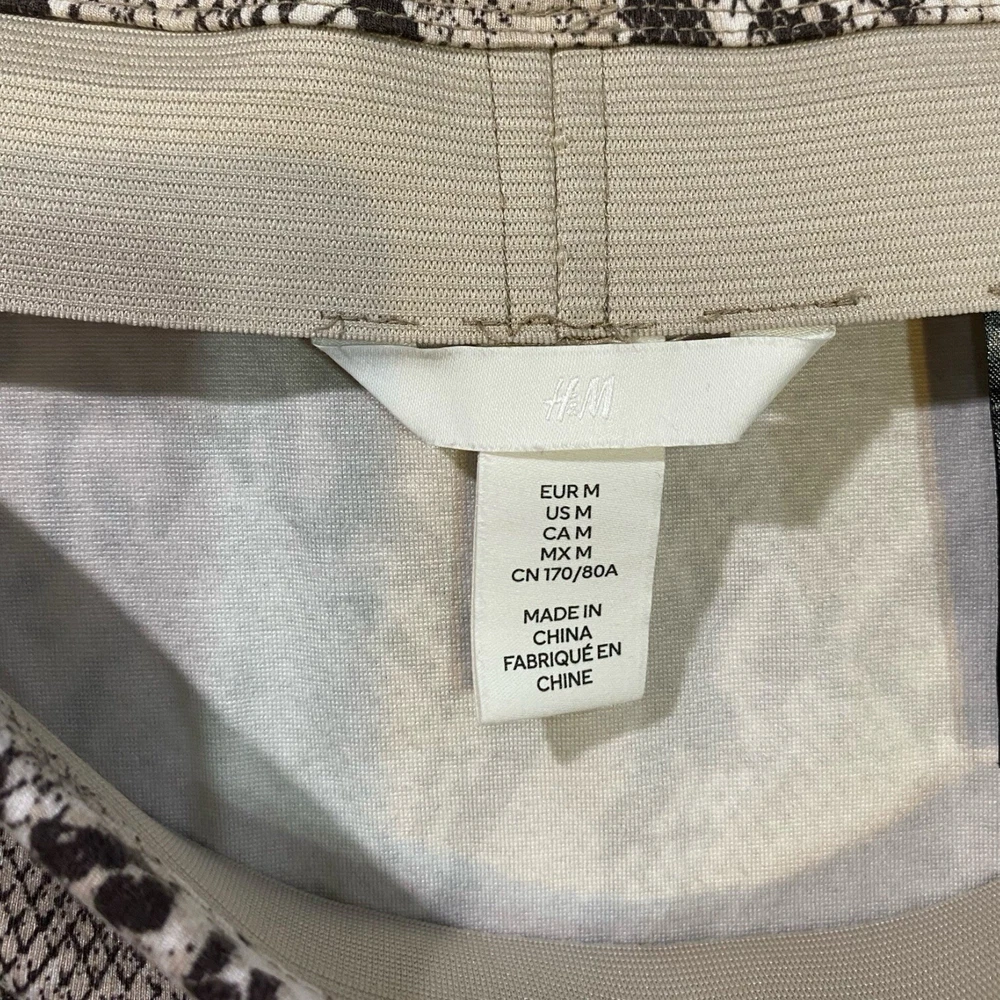 H&M
EUR M
US M
CA M
MX M
CN 170/80A
MADE IN
CHINA
FABRIQUÉ EN
CHINE